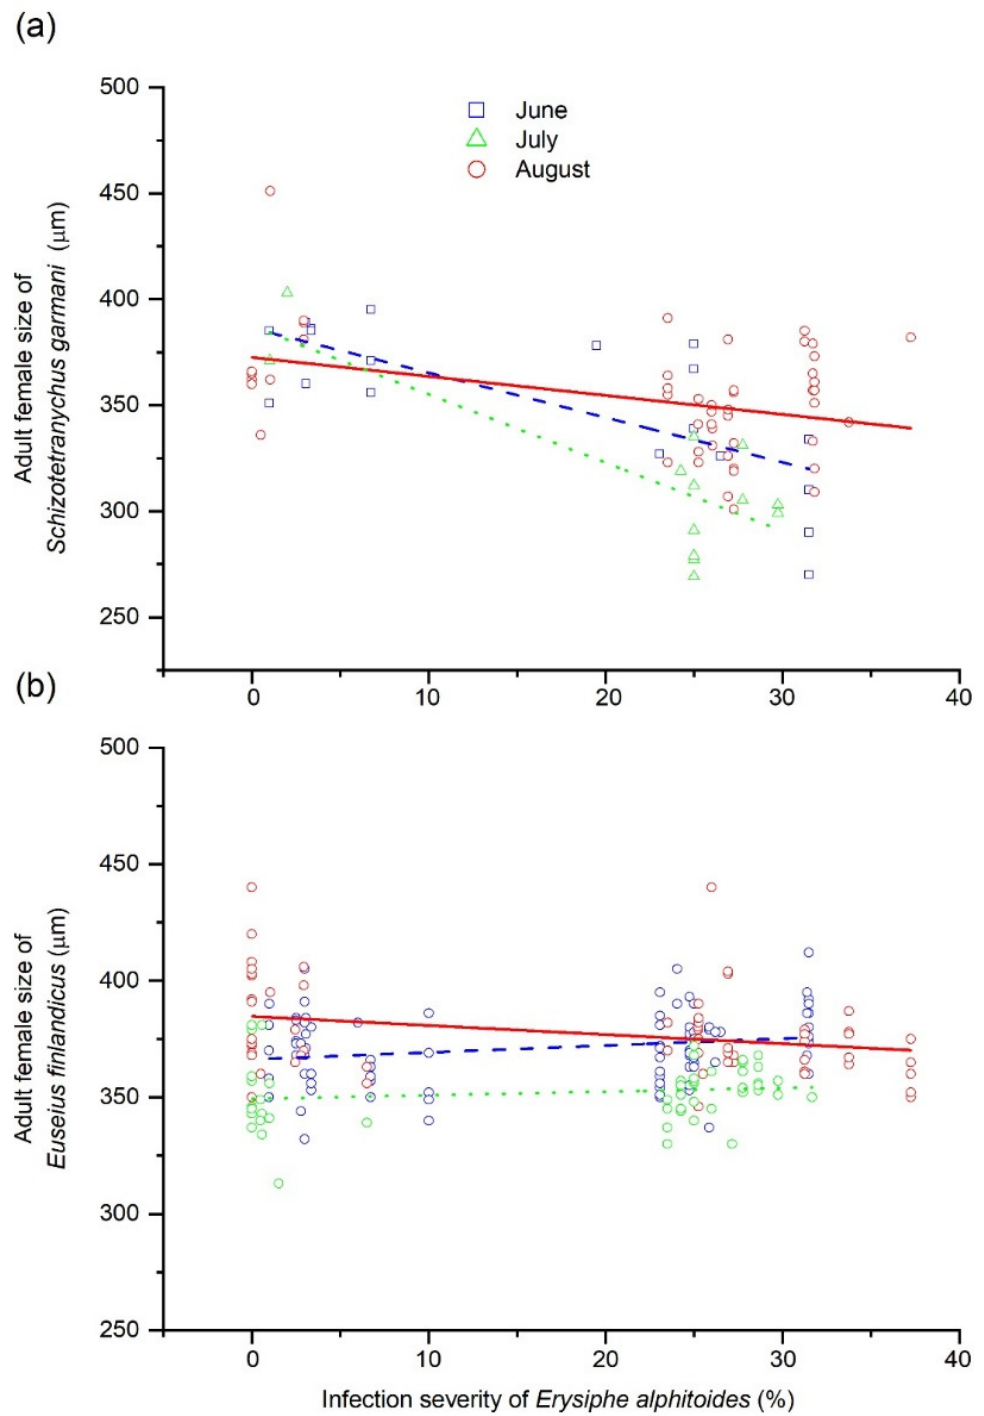 (a)
500
450
400
350
300
250
Adult female size of
Schizotetranychus garmani (μm)
June
July
August
0 10 20 30 40
(b)
500
450
400
350
300
250
Adult female size of
Euseius finlandicus (μm)
0 10 20 30 40
Infection severity of Erysiphe alphitoides (%)